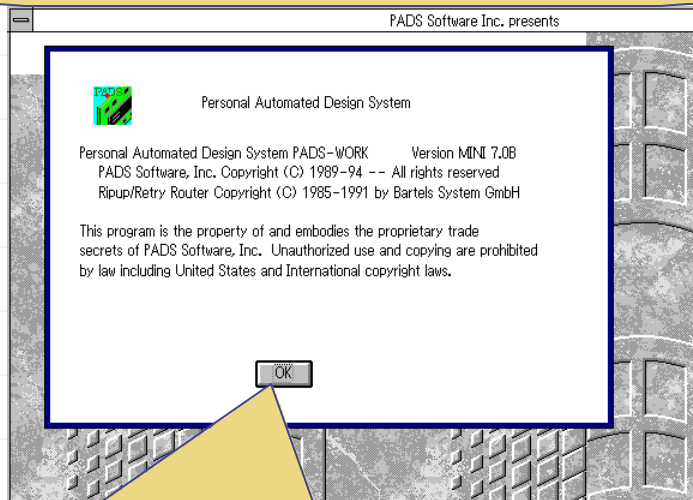 PADS Software Inc. presents
PADS
Personal Automated Design System
Personal Automated Design System PADS-WORK Version MINI 7.0B
PADS Software, Inc. Copyright (C) 1989-94 -- All rights reserved
Ripup/Retry Router Copyright (C) 1985-1991 by Bartels System GmbH
This program is the property of and embodies the proprietary trade
secrets of PADS Software, Inc. Unauthorized use and copying are prohibited
by law including United States and International copyright laws.
OK